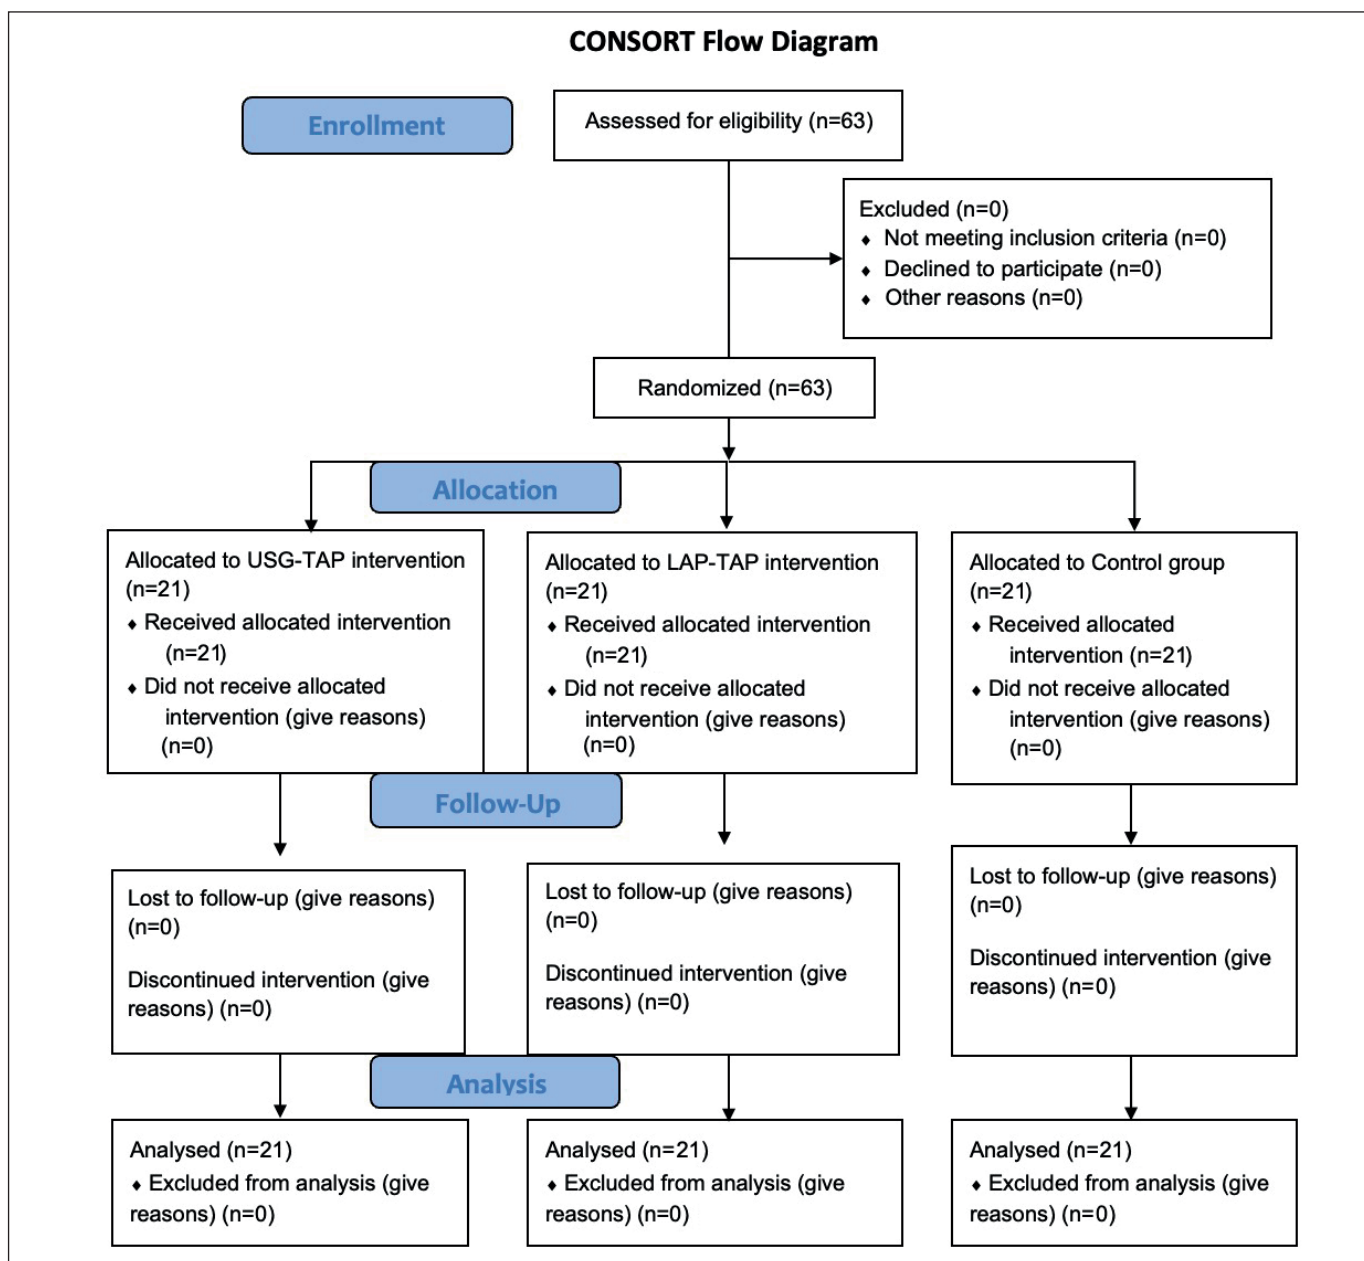 CONSORT Flow Diagram
Enrollment
Assessed for eligibility (n=63)
Excluded (n=0)
♦ Not meeting inclusion criteria (n=0)
♦ Declined to participate (n=0)
♦ Other reasons (n=0)
Randomized (n=63)
Allocation
Allocated to USG-TAP intervention
(n=21)
♦ Received allocated intervention
(n=21)
♦ Did not receive allocated
intervention (give reasons)
(n=0)
Allocated to LAP-TAP intervention
(n=21)
♦ Received allocated intervention
(n=21)
♦ Did not receive allocated
intervention (give reasons)
(n=0)
Allocated to Control group
(n=21)
♦ Received allocated
intervention (n=21)
♦ Did not receive allocated
intervention (give reasons)
(n=0)
Follow-Up
Lost to follow-up (give reasons)
(n=0)
Discontinued intervention (give
reasons) (n=0)
Lost to follow-up (give reasons)
(n=0)
Discontinued intervention (give
reasons) (n=0)
Lost to follow-up (give reasons)
(n=0)
Discontinued intervention (give
reasons) (n=0)
Analysis
Analysed (n=21)
♦ Excluded from analysis (give
reasons) (n=0)
Analysed (n=21)
♦ Excluded from analysis (give
reasons) (n=0)
Analysed (n=21)
♦ Excluded from analysis (give
reasons) (n=0)